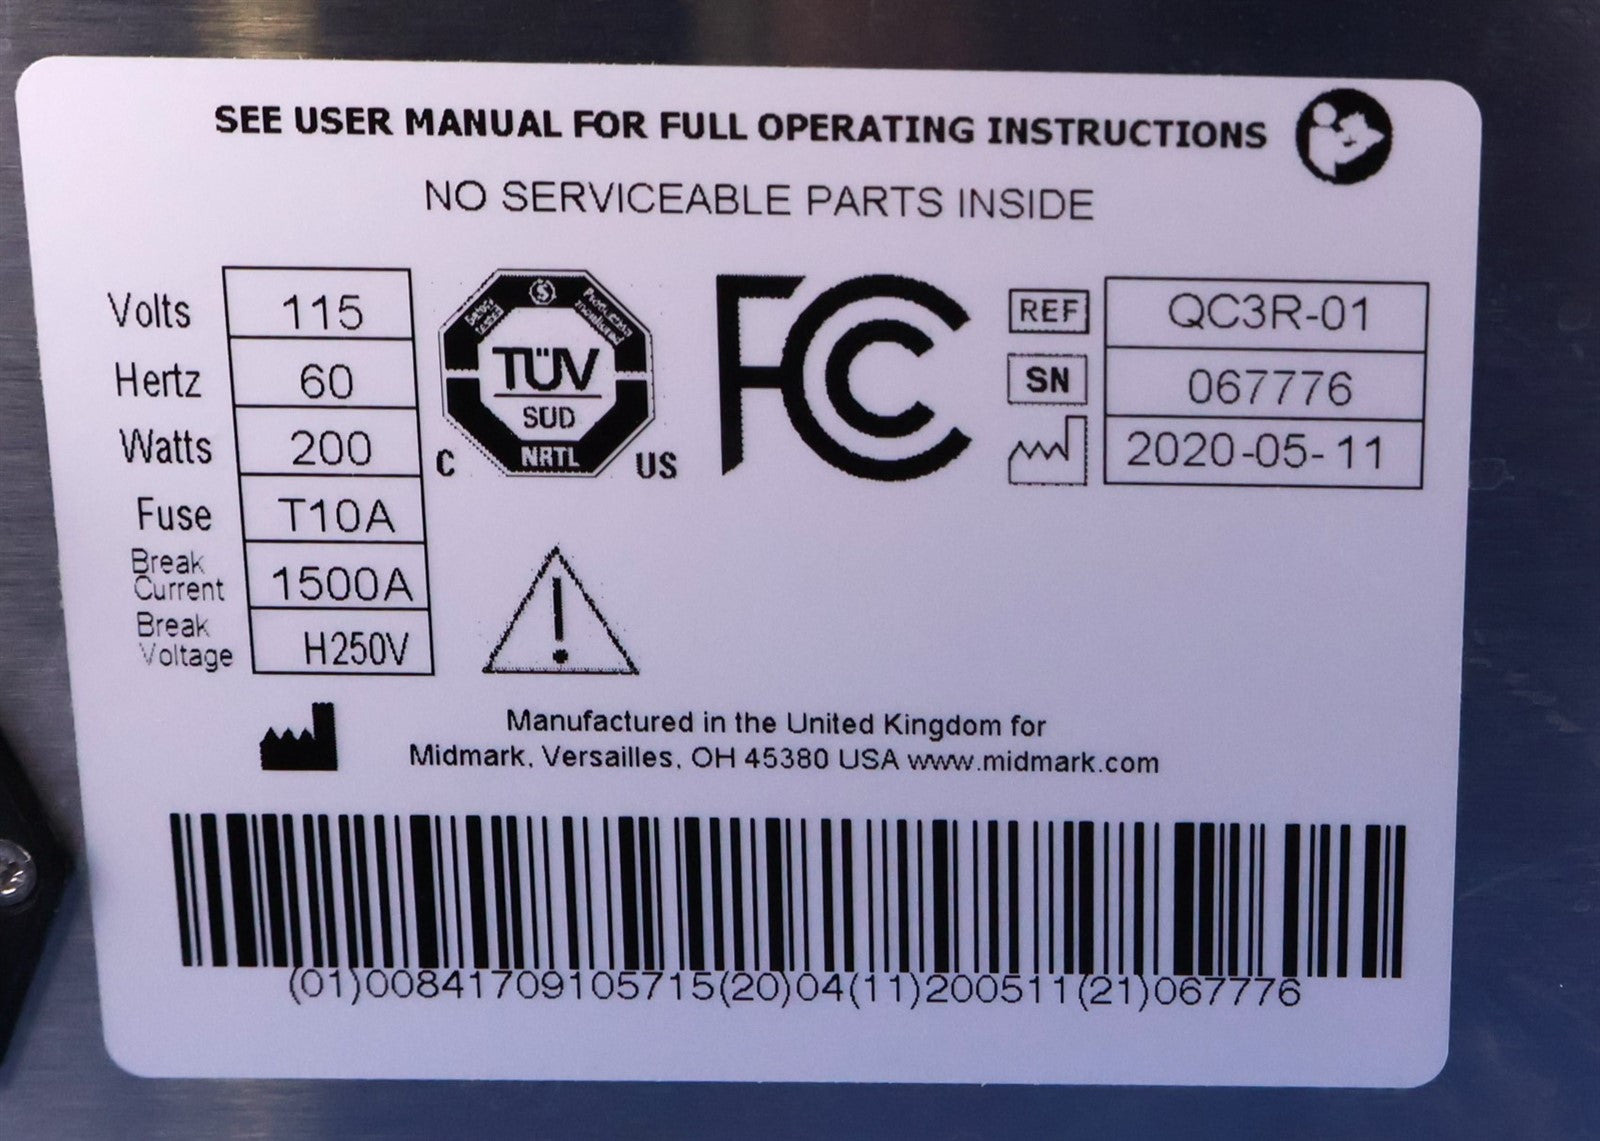 SEE USER MANUAL FOR FULL OPERATING INSTRUCTIONS
NO SERVICEABLE PARTS INSIDE
Volts 115
Hertz 60
Watts 200
Fuse T10A
Break Current 1500A
Break Voltage H250V
Production monitored
TÜV
SÜD
NRTL
C US
FC
REF QC3R-01
SN 067776
2020-05-11
Manufactured in the United Kingdom for
Midmark, Versailles, OH 45380 USA www.midmark.com
(01)00841709105715(20)04(11)200511(21)067776